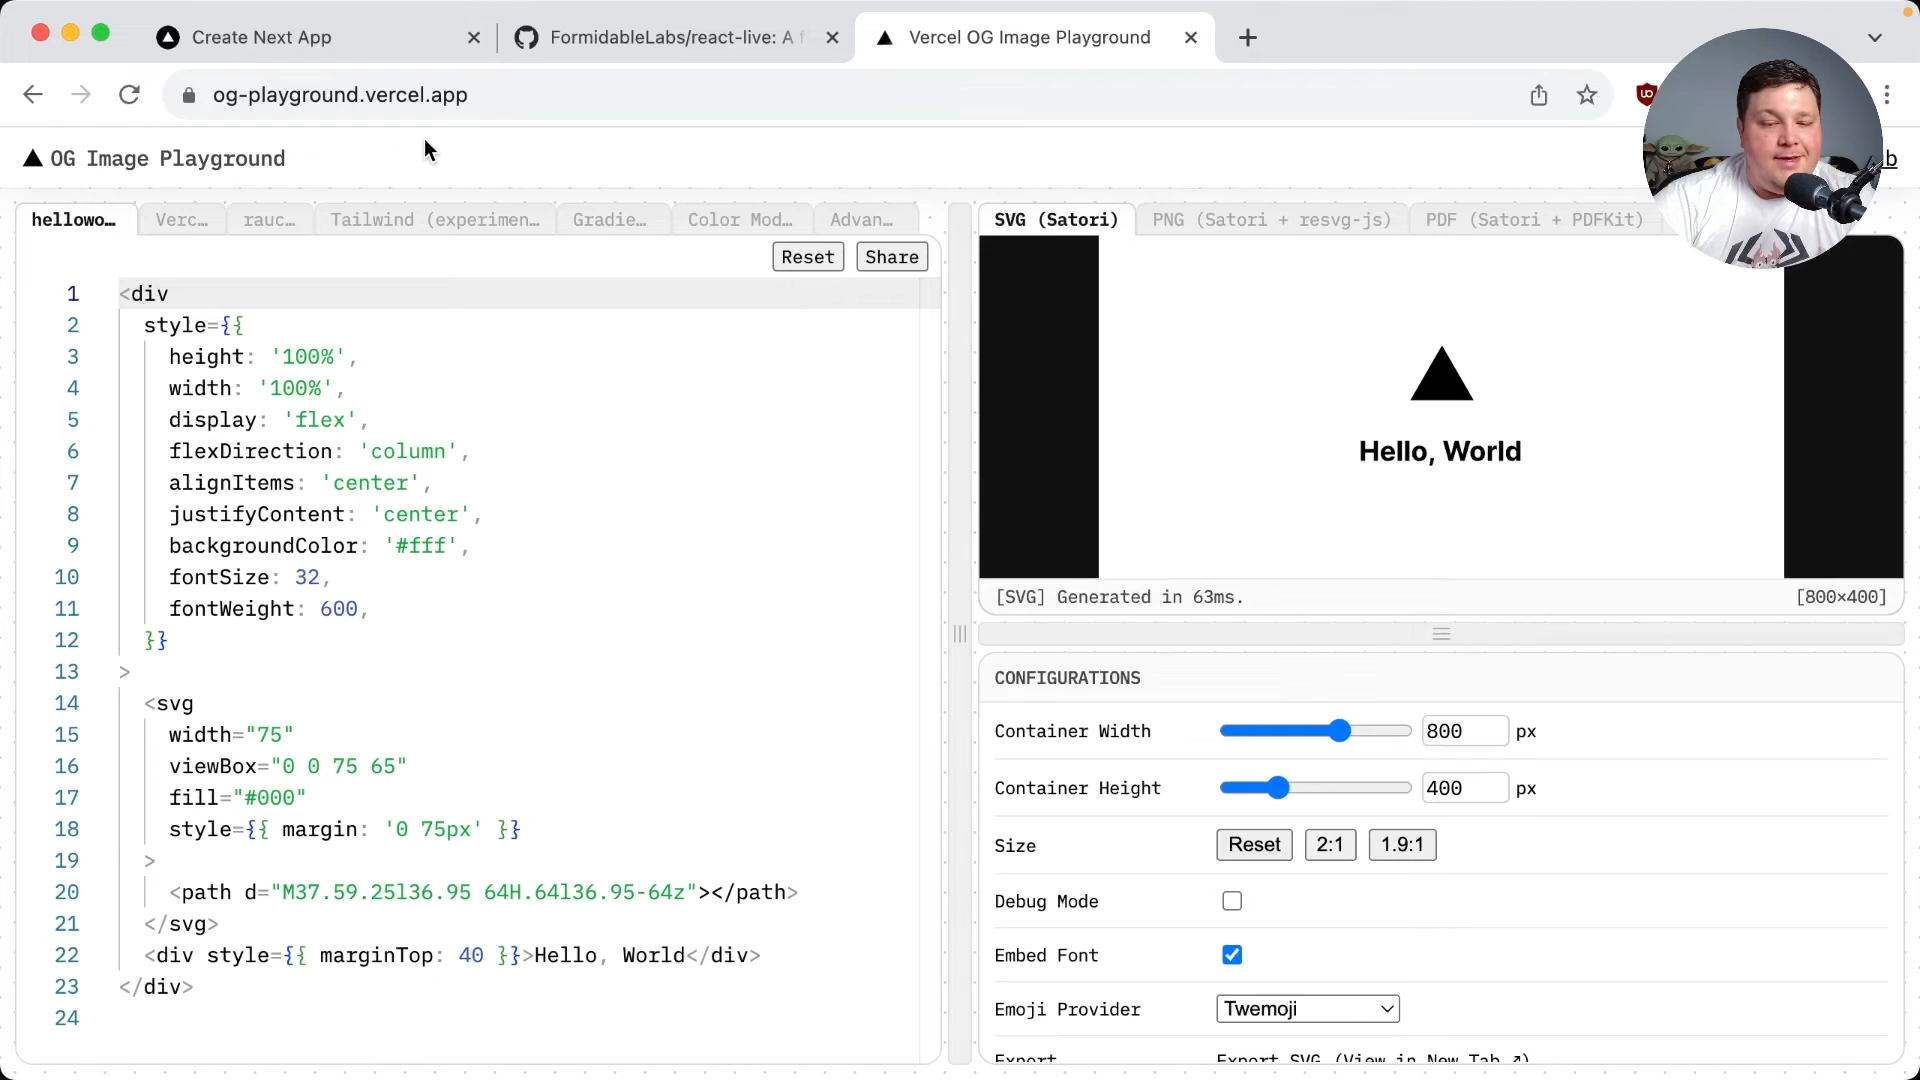 Create Next App
FormidableLabs/react-live: A f
Vercel OG Image Playground
og-playground.vercel.app
OG Image Playground
b
hellowo…
Verc…
rauc…
Tailwind (experimen…
Gradie…
Color Mod…
Advan…
Reset
Share
1 <div
2 style={{
3 height: '100%',
4 width: '100%',
5 display: 'flex',
6 flexDirection: 'column',
7 alignItems: 'center',
8 justifyContent: 'center',
9 backgroundColor: '#fff',
10 fontSize: 32,
11 fontWeight: 600,
12 }}
13 >
14 <svg
15 width="75"
16 viewBox="0 0 75 65"
17 fill="#000"
18 style={{ margin: '0 75px' }}
19 >
20 <path d="M37.59.25l36.95 64H.64l36.95-64z"></path>
21 </svg>
22 <div style={{ marginTop: 40 }}>Hello, World</div>
23 </div>
24
SVG (Satori)
PNG (Satori + resvg-js)
PDF (Satori + PDFKit)
Hello, World
[SVG] Generated in 63ms.
[800×400]
CONFIGURATIONS
Container Width 800 px
Container Height 400 px
Size Reset 2:1 1.9:1
Debug Mode
Embed Font
Emoji Provider Twemoji
Export Export SVG (View in New Tab ↗)